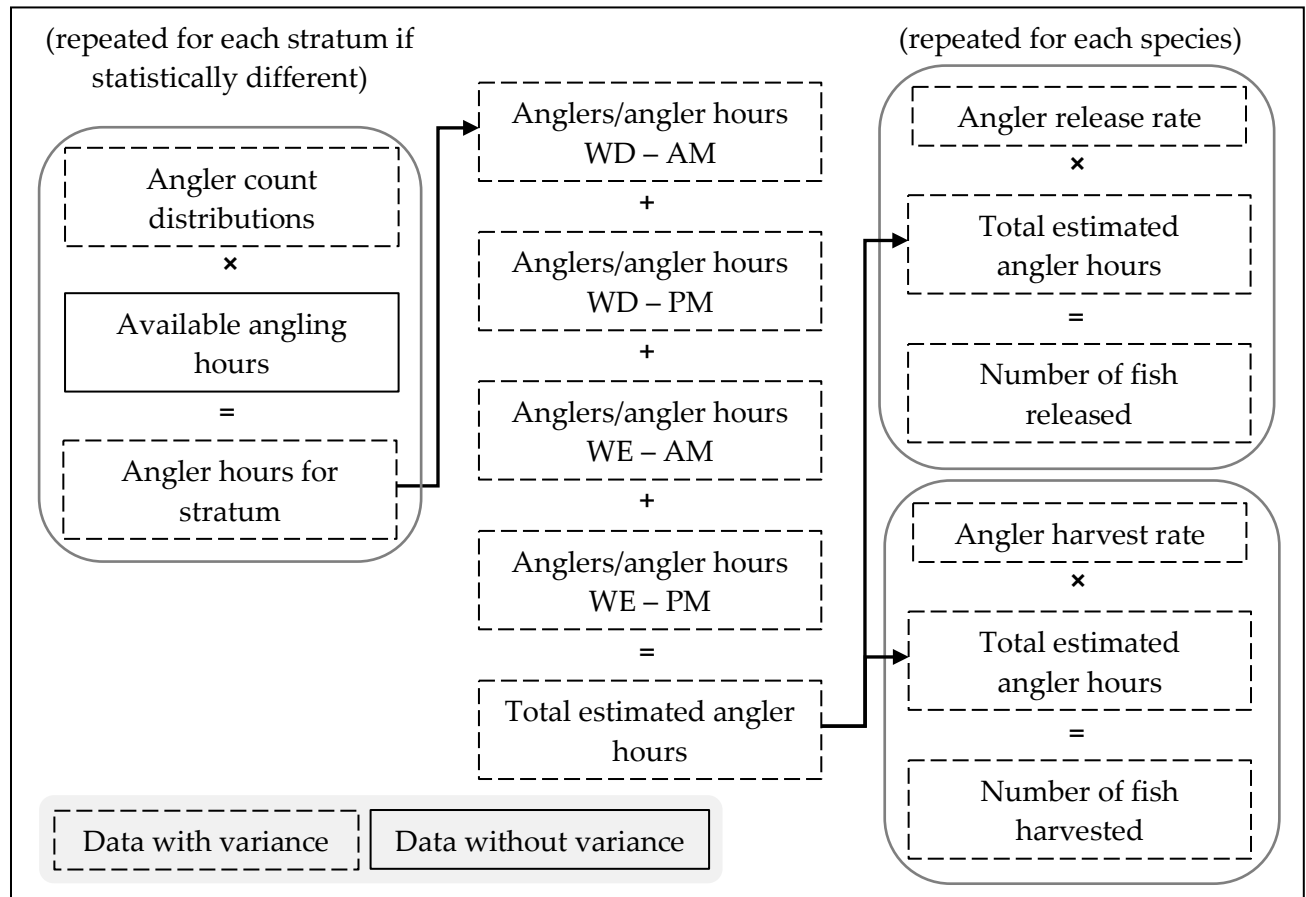 (repeated for each stratum if
statistically different)
Angler count
distributions
×
Available angling
hours
=
Angler hours for
stratum
Anglers/angler hours
WD – AM
+
Anglers/angler hours
WD – PM
+
Anglers/angler hours
WE – AM
+
Anglers/angler hours
WE – PM
=
Total estimated angler
hours
(repeated for each species)
Angler release rate
×
Total estimated
angler hours
=
Number of fish
released
Angler harvest rate
×
Total estimated
angler hours
=
Number of fish
harvested
Data with variance
Data without variance